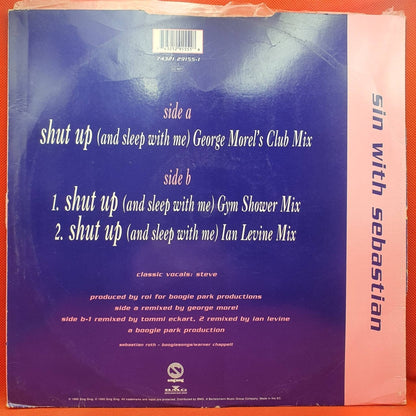 74321 29155-1
side a
shut up (and sleep with me) George Morel's Club Mix
side b
1. shut up (and sleep with me) Gym Shower Mix
2. shut up (and sleep with me) Ian Levine Mix
classic vocals: steve
produced by roi for boogie park productions
side a remixed by george morel
side b-1 remixed by tommi eckart, 2 remixed by ian levine
a boogie park production
sebastian roth - boogiesongs/warner chappell
singsing
BMG
sin with sebastian